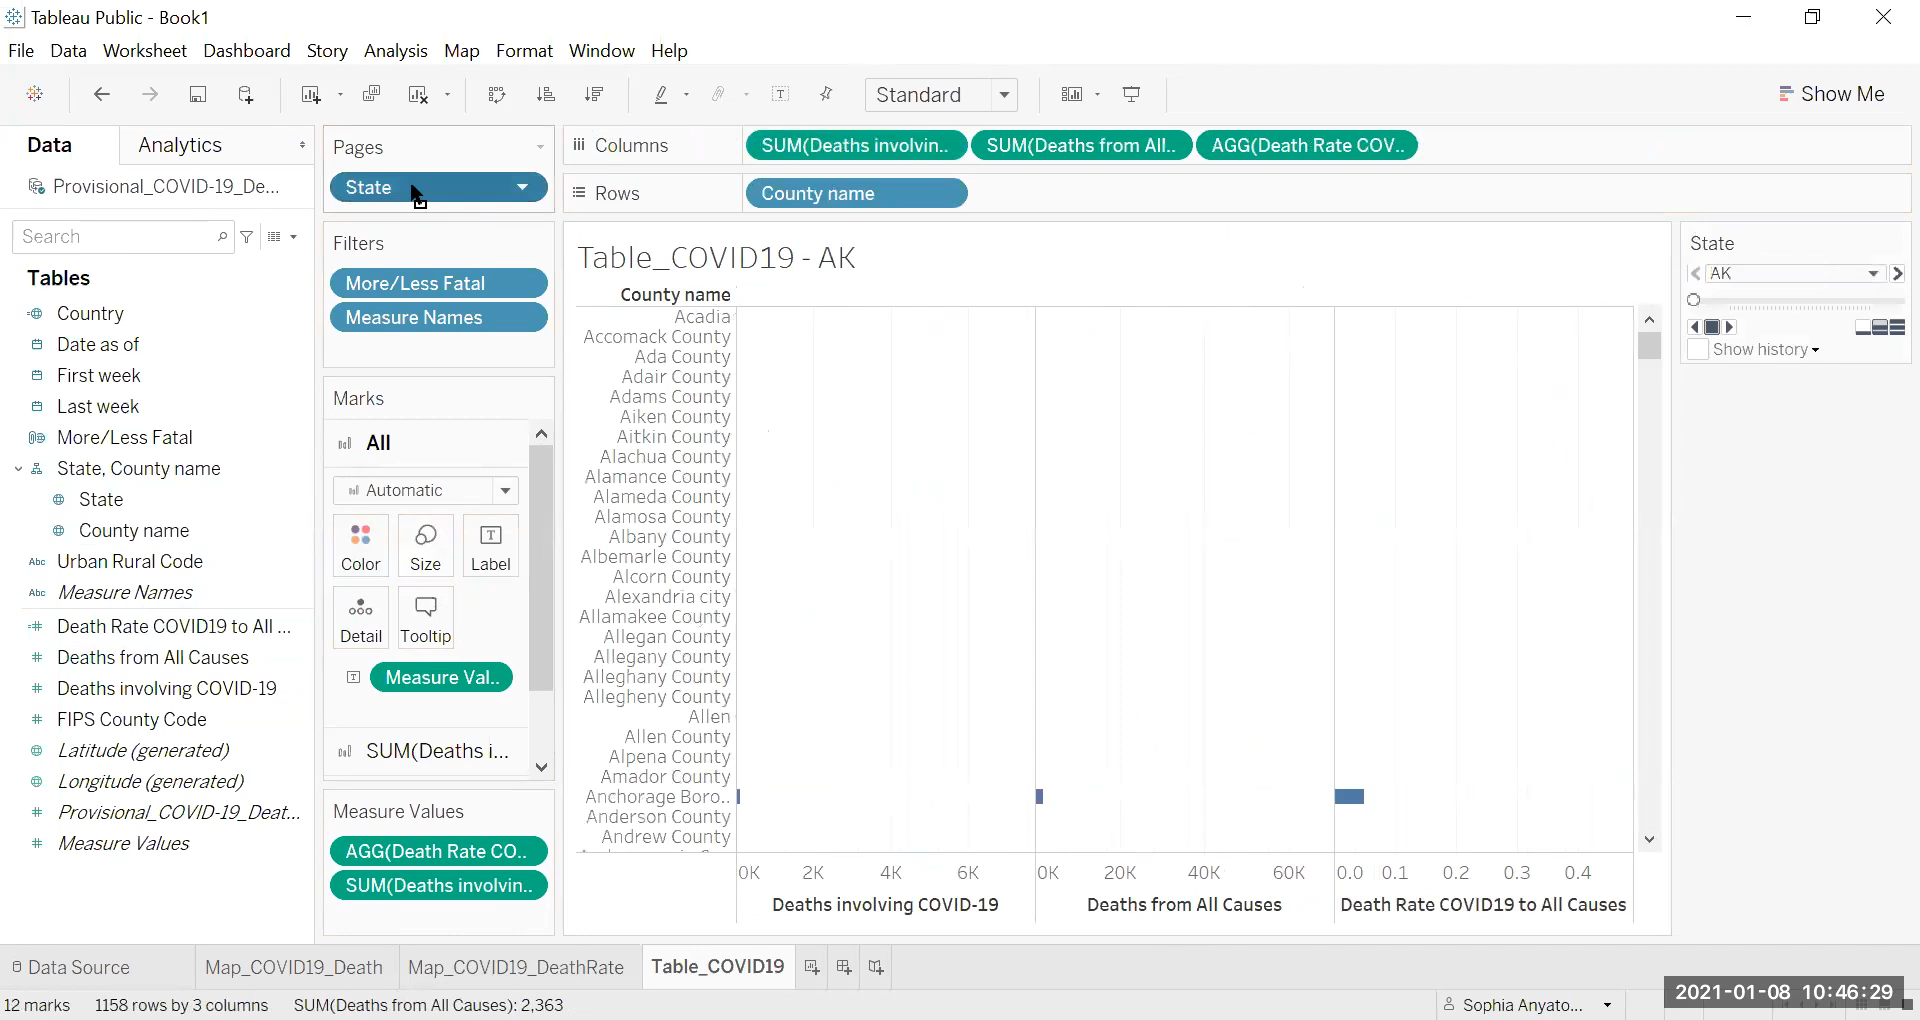 Tableau Public - Book1
File Data Worksheet Dashboard Story Analysis Map Format Window Help
Standard
Show Me
Data
Analytics
Provisional_COVID-19_De...
Search
Tables
Country
Date as of
First week
Last week
More/Less Fatal
State, County name
State
County name
Abc Urban Rural Code
Abc Measure Names
Death Rate COVID19 to All ...
Deaths from All Causes
Deaths involving COVID-19
FIPS County Code
Latitude (generated)
Longitude (generated)
Provisional_COVID-19_Deat...
Measure Values
Pages
State
Filters
More/Less Fatal
Measure Names
Marks
All
Automatic
Color Size Label
Detail Tooltip
Measure Val..
SUM(Deaths i...
Measure Values
AGG(Death Rate CO..
SUM(Deaths involvin..
Columns
SUM(Deaths involvin.. SUM(Deaths from All.. AGG(Death Rate COV..
Rows
County name
Table_COVID19 - AK
County name
Acadia
Accomack County
Ada County
Adair County
Adams County
Aiken County
Aitkin County
Alachua County
Alamance County
Alameda County
Alamosa County
Albany County
Albemarle County
Alcorn County
Alexandria city
Allamakee County
Allegan County
Allegany County
Alleghany County
Allegheny County
Allen
Allen County
Alpena County
Amador County
Anchorage Boro..
Anderson County
Andrew County
0K 2K 4K 6K 0K 20K 40K 60K 0.0 0.1 0.2 0.3 0.4
Deaths involving COVID-19 Deaths from All Causes Death Rate COVID19 to All Causes
State
AK
Show history
Data Source Map_COVID19_Death Map_COVID19_DeathRate Table_COVID19
12 marks 1158 rows by 3 columns SUM(Deaths from All Causes): 2,363
Sophia Anyato...
2021-01-08 10:46:29